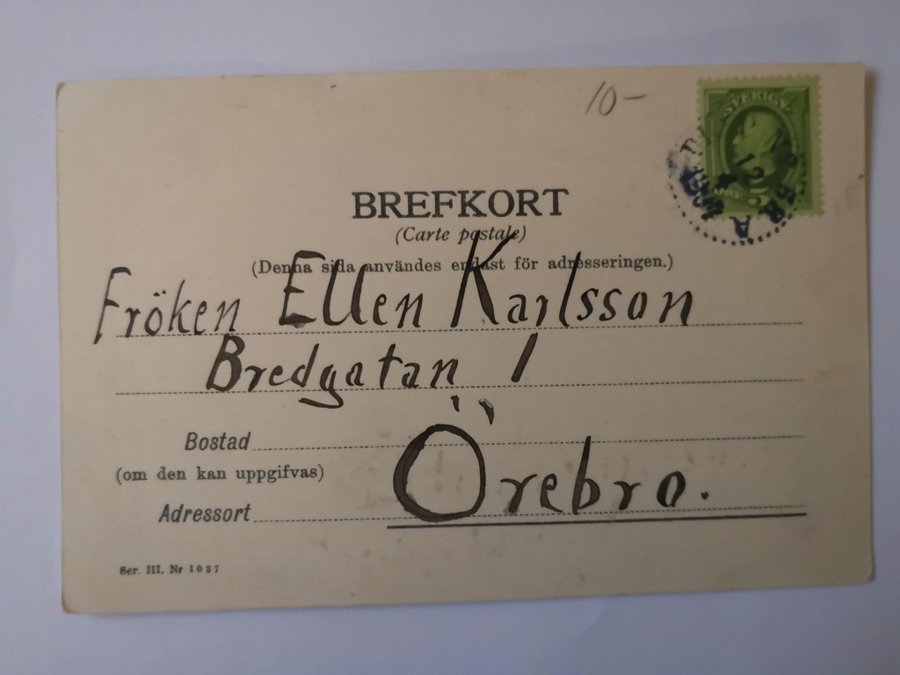 10-
SVERIGE
BREFKORT
(Carte postale)
(Denna sida användes endast för adresseringen.)
Fröken Ellen Karlsson
Bredgatan 1
Bostad
(om den kan uppgifvas)
Örebro.
Adressort
Ser. III. Nr 1037